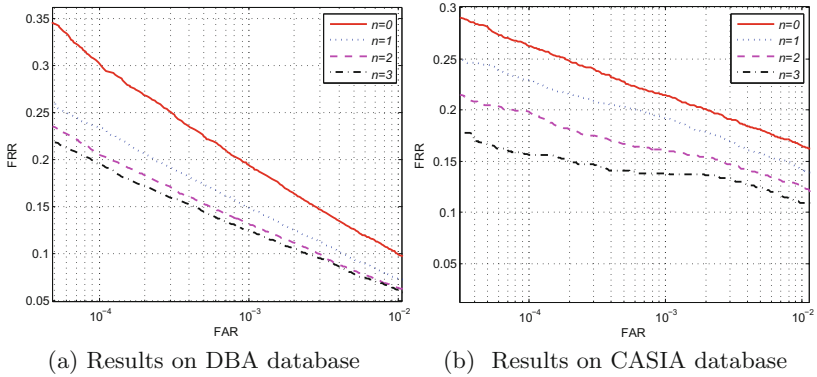 0.35
0.3
0.25
0.2
0.15
0.1
0.05
FRR
10⁻⁴
10⁻³
10⁻²
FAR
n=0
n=1
n=2
n=3
(a) Results on DBA database
0.3
0.25
0.2
0.15
0.1
0.05
0
FRR
10⁻⁴
10⁻³
10⁻²
FAR
n=0
n=1
n=2
n=3
(b) Results on CASIA database